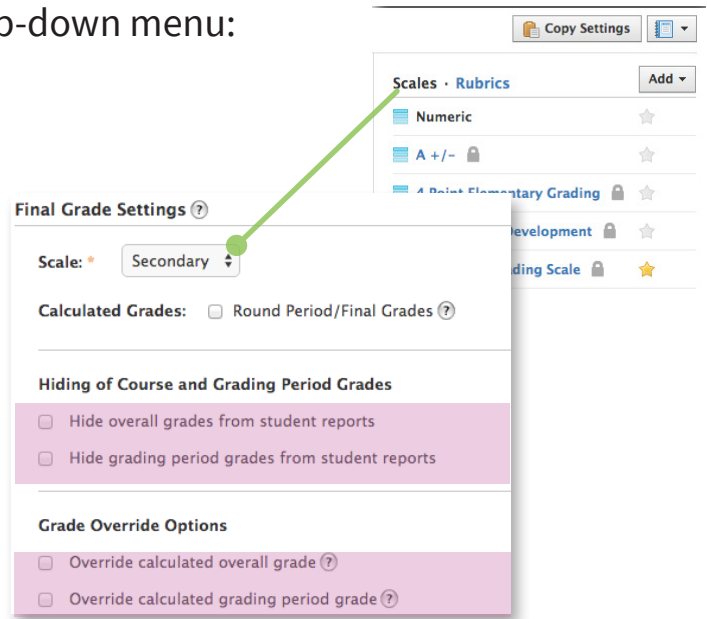 p-down menu:
Copy Settings
Scales · Rubrics
Add
Numeric
A +/-
4 Point Elementary Grading
evelopment
ding Scale
Final Grade Settings ?
Scale: * Secondary
Calculated Grades: Round Period/Final Grades ?
Hiding of Course and Grading Period Grades
Hide overall grades from student reports
Hide grading period grades from student reports
Grade Override Options
Override calculated overall grade ?
Override calculated grading period grade ?